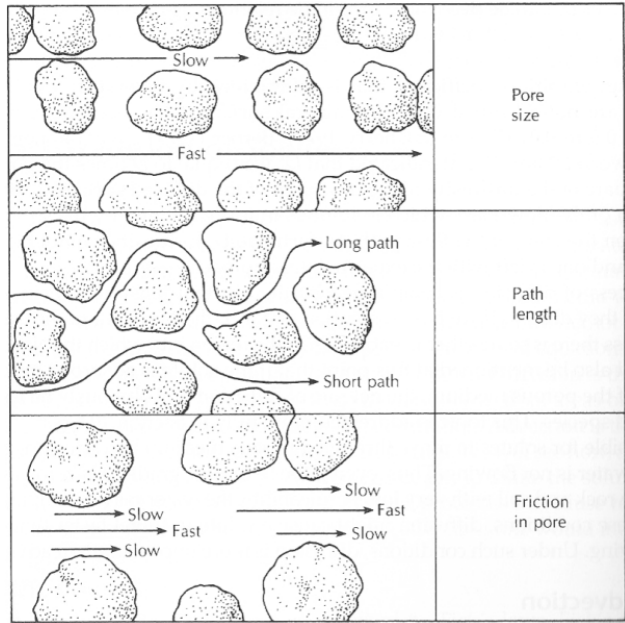 Slow
Pore
size
Fast
Long path
Path
length
Short path
Slow
Fast
Slow
Slow
Fast
Slow
Friction
in pore